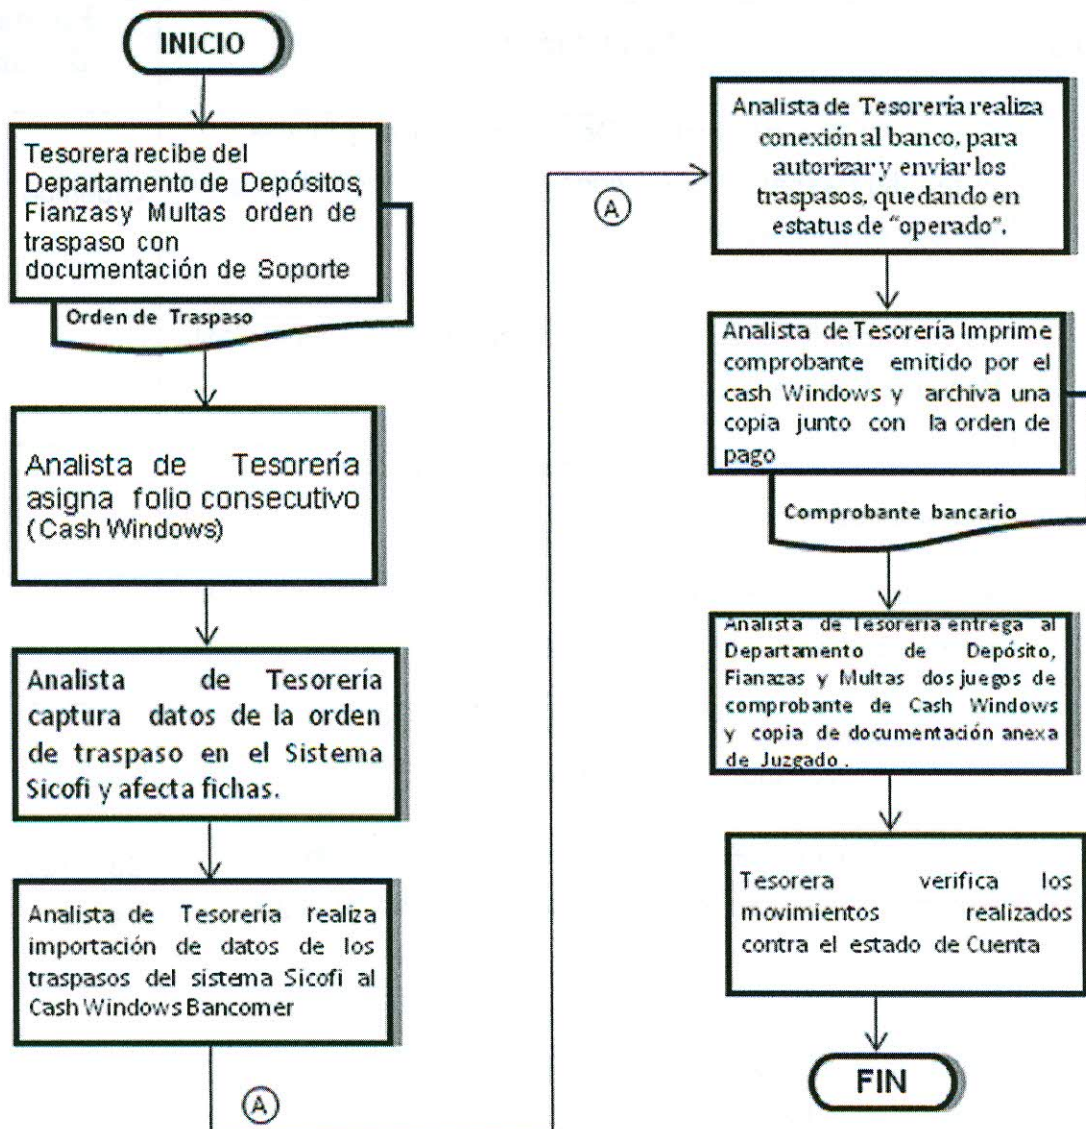 INICIO
Tesorera recibe del
Departamento de Depósitos,
Fianzasy Multas orden de
traspaso con
documentación de Soporte
Orden de Traspaso
Analista de Tesorería
asigna folio consecutivo
(Cash Windows)
Analista de Tesorería
captura datos de la orden
de traspaso en el Sistema
Sicofi y afecta fichas.
Analista de Tesorería realiza
importación de datos de los
traspasos del sistema Sicofi al
Cash Windows Bancomer
A
A
Analista de Tesorería realiza
conexión al banco, para
autorizar y enviar los
traspasos, quedando en
estatus de “operado”.
Analista de Tesorería Imprime
comprobante emitido por el
cash Windows y archiva una
copia junto con la orden de
pago
Comprobante bancario
Analista de Tesorería entrega al
Departamento de Depósito,
Fianazas y Multas dos juegos de
comprobante de Cash Windows
y copia de documentación anexa
de Juzgado.
Tesorera verifica los
movimientos realizados
contra el estado de Cuenta
FIN